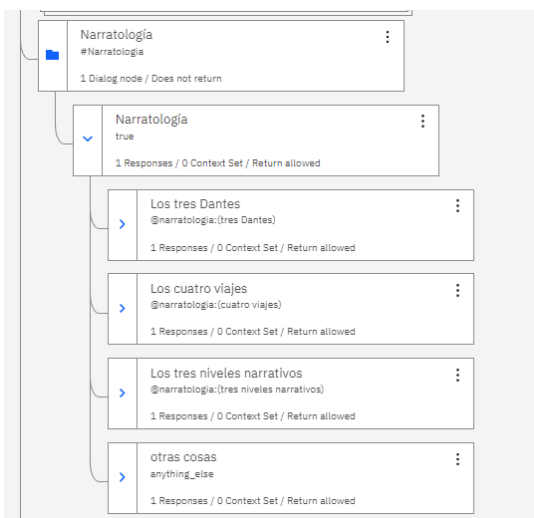 Narratología
#Narratologia
1 Dialog node / Does not return
Narratología
true
1 Responses / 0 Context Set / Return allowed
Los tres Dantes
@narratologia:(tres Dantes)
1 Responses / 0 Context Set / Return allowed
Los cuatro viajes
@narratologia:(cuatro viajes)
1 Responses / 0 Context Set / Return allowed
Los tres niveles narrativos
@narratologia:(tres niveles narrativos)
1 Responses / 0 Context Set / Return allowed
otras cosas
anything_else
1 Responses / 0 Context Set / Return allowed